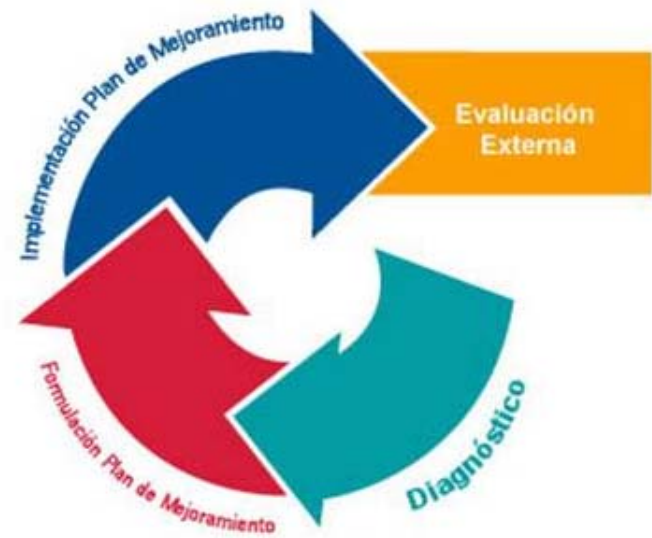 Implementación Plan de Mejoramiento
Evaluación
Externa
Formulación Plan de Mejoramiento
Diagnóstico